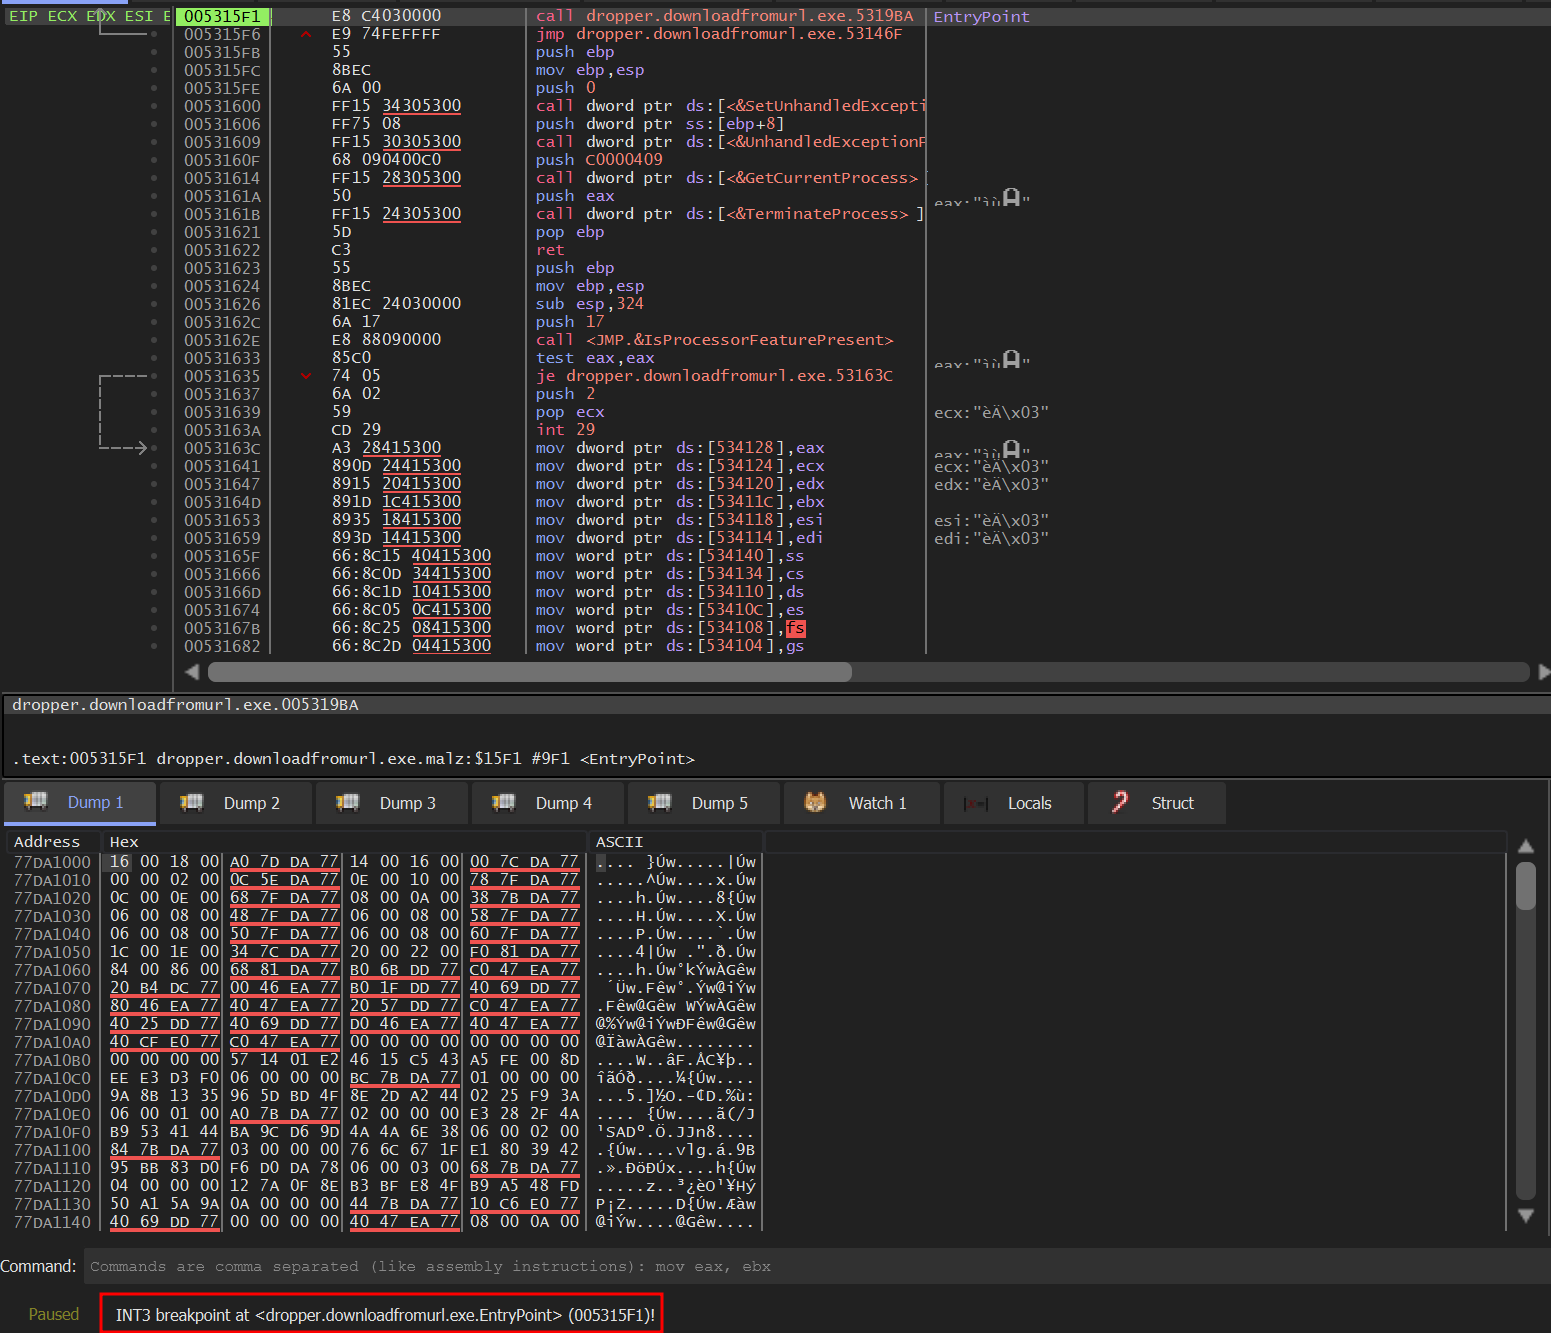 EIP ECX EDX ESI E 005315F1 E8 C4030000 call dropper.downloadfromurl.exe.5319BA EntryPoint
005315F6 E9 74FEFFFF jmp dropper.downloadfromurl.exe.53146F
005315FB 55 push ebp
005315FC 8BEC mov ebp,esp
005315FE 6A 00 push 0
00531600 FF15 34305300 call dword ptr ds:[<&SetUnhandledExcepti
00531606 FF75 08 push dword ptr ss:[ebp+8]
00531609 FF15 30305300 call dword ptr ds:[<&UnhandledExceptionF
0053160F 68 090400C0 push C0000409
00531614 FF15 28305300 call dword ptr ds:[<&GetCurrentProcess>
0053161A 50 push eax eax:"ìùA"
0053161B FF15 24305300 call dword ptr ds:[<&TerminateProcess>]
00531621 5D pop ebp
00531622 C3 ret
00531623 55 push ebp
00531624 8BEC mov ebp,esp
00531626 81EC 24030000 sub esp,324
0053162C 6A 17 push 17
0053162E E8 88090000 call <JMP.&IsProcessorFeaturePresent>
00531633 85C0 test eax,eax eax:"ìùA"
00531635 74 05 je dropper.downloadfromurl.exe.53163C
00531637 6A 02 push 2
00531639 59 pop ecx ecx:"èÄ\x03"
0053163A CD 29 int 29
0053163C A3 28415300 mov dword ptr ds:[534128],eax eax:"ìùA"
00531641 890D 24415300 mov dword ptr ds:[534124],ecx ecx:"èÄ\x03"
00531647 8915 20415300 mov dword ptr ds:[534120],edx edx:"èÄ\x03"
0053164D 891D 1C415300 mov dword ptr ds:[53411C],ebx
00531653 8935 18415300 mov dword ptr ds:[534118],esi esi:"èÄ\x03"
00531659 893D 14415300 mov dword ptr ds:[534114],edi edi:"èÄ\x03"
0053165F 66:8C15 40415300 mov word ptr ds:[534140],ss
00531666 66:8C0D 34415300 mov word ptr ds:[534134],cs
0053166D 66:8C1D 10415300 mov word ptr ds:[534110],ds
00531674 66:8C05 0C415300 mov word ptr ds:[53410C],es
0053167B 66:8C25 08415300 mov word ptr ds:[534108],fs
00531682 66:8C2D 04415300 mov word ptr ds:[534104],gs
dropper.downloadfromurl.exe.005319BA
.text:005315F1 dropper.downloadfromurl.exe.malz:$15F1 #9F1 <EntryPoint>
Dump 1 Dump 2 Dump 3 Dump 4 Dump 5 Watch 1 [x=] Locals Struct
Address Hex ASCII
77DA1000 16 00 18 00 A0 7D DA 77 14 00 16 00 00 7C DA 77 .... }Úw.....|Úw
77DA1010 00 00 02 00 0C 5E DA 77 0E 00 10 00 78 7F DA 77 .....^Úw....x.Úw
77DA1020 0C 00 0E 00 68 7F DA 77 08 00 0A 00 38 7B DA 77 ....h.Úw....8{Úw
77DA1030 06 00 08 00 48 7F DA 77 06 00 08 00 58 7F DA 77 ....H.Úw....X.Úw
77DA1040 06 00 08 00 50 7F DA 77 06 00 08 00 60 7F DA 77 ....P.Úw....`.Úw
77DA1050 1C 00 1E 00 34 7C DA 77 20 00 22 00 F0 81 DA 77 ....4|Úw .".ð.Úw
77DA1060 84 00 86 00 68 81 DA 77 B0 6B DD 77 C0 47 EA 77 ....h.Úw°kÝwÀGêw
77DA1070 20 B4 DC 77 00 46 EA 77 B0 1F DD 77 40 69 DD 77  ´Üw.Fêw°.Ýw@iÝw
77DA1080 80 46 EA 77 40 47 EA 77 20 57 DD 77 C0 47 EA 77 .Fêw@Gêw WÝwÀGêw
77DA1090 40 25 DD 77 40 69 DD 77 D0 46 EA 77 40 47 EA 77 @%Ýw@iÝwÐFêw@Gêw
77DA10A0 40 CF E0 77 C0 47 EA 77 00 00 00 00 00 00 00 00 @ÏàwÀGêw........
77DA10B0 00 00 00 00 57 14 01 E2 46 15 C5 43 A5 FE 00 8D ....W..âF.ÅC¥þ..
77DA10C0 EE E3 D3 F0 06 00 00 00 BC 7B DA 77 01 00 00 00 îãÓð....¼{Úw....
77DA10D0 9A 8B 13 35 96 5D BD 4F 8E 2D A2 44 02 25 F9 3A ...5.]½O.-¢D.%ù:
77DA10E0 06 00 01 00 A0 7B DA 77 02 00 00 00 E3 28 2F 4A .... {Úw....ã(/J
77DA10F0 B9 53 41 44 BA 9C D6 9D 4A 4A 6E 38 06 00 02 00 ¹SADº.Ö.JJn8....
77DA1100 84 7B DA 77 03 00 00 00 76 6C 67 1F E1 80 39 42 .{Úw....vlg.á.9B
77DA1110 95 BB 83 D0 F6 D0 DA 78 06 00 03 00 68 7B DA 77 .».ÐöÐÚx....h{Úw
77DA1120 04 00 00 00 12 7A 0F 8E B3 BF E8 4F B9 A5 48 FD .....z..³¿èO¹¥Hý
77DA1130 50 A1 5A 9A 0A 00 00 00 44 7B DA 77 10 C6 E0 77 P¡Z.....D{Úw.Æàw
77DA1140 40 69 DD 77 00 00 00 00 40 47 EA 77 08 00 0A 00 @iÝw....@Gêw....
Command: Commands are comma separated (like assembly instructions): mov eax, ebx
Paused INT3 breakpoint at <dropper.downloadfromurl.exe.EntryPoint> (005315F1)!